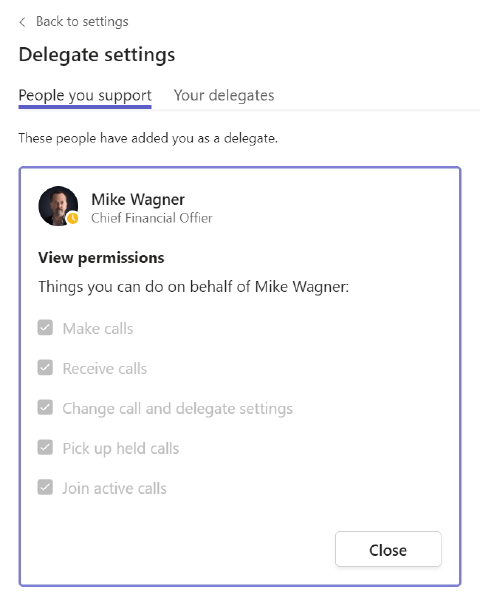 Back to settings
Delegate settings
People you support Your delegates
These people have added you as a delegate.
Mike Wagner
Chief Financial Offier
View permissions
Things you can do on behalf of Mike Wagner:
Make calls
Receive calls
Change call and delegate settings
Pick up held calls
Join active calls
Close